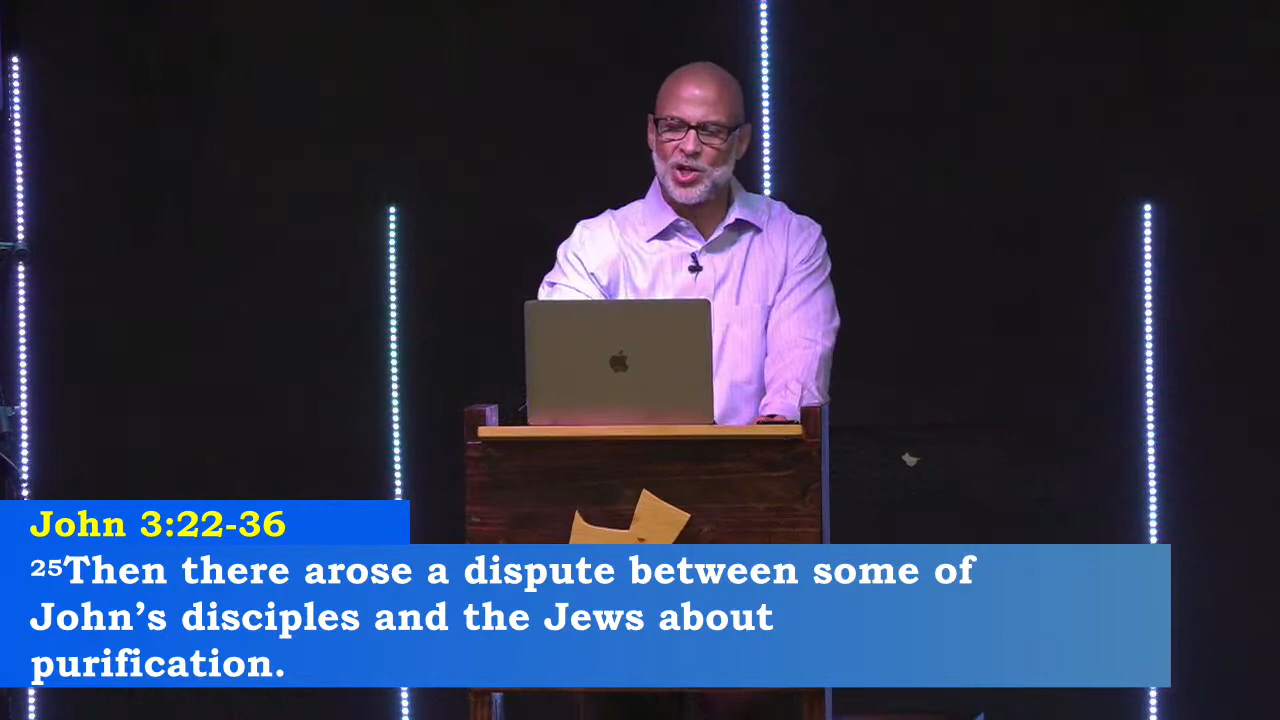 John 3:22-36
²⁵Then there arose a dispute between some of
John’s disciples and the Jews about
purification.